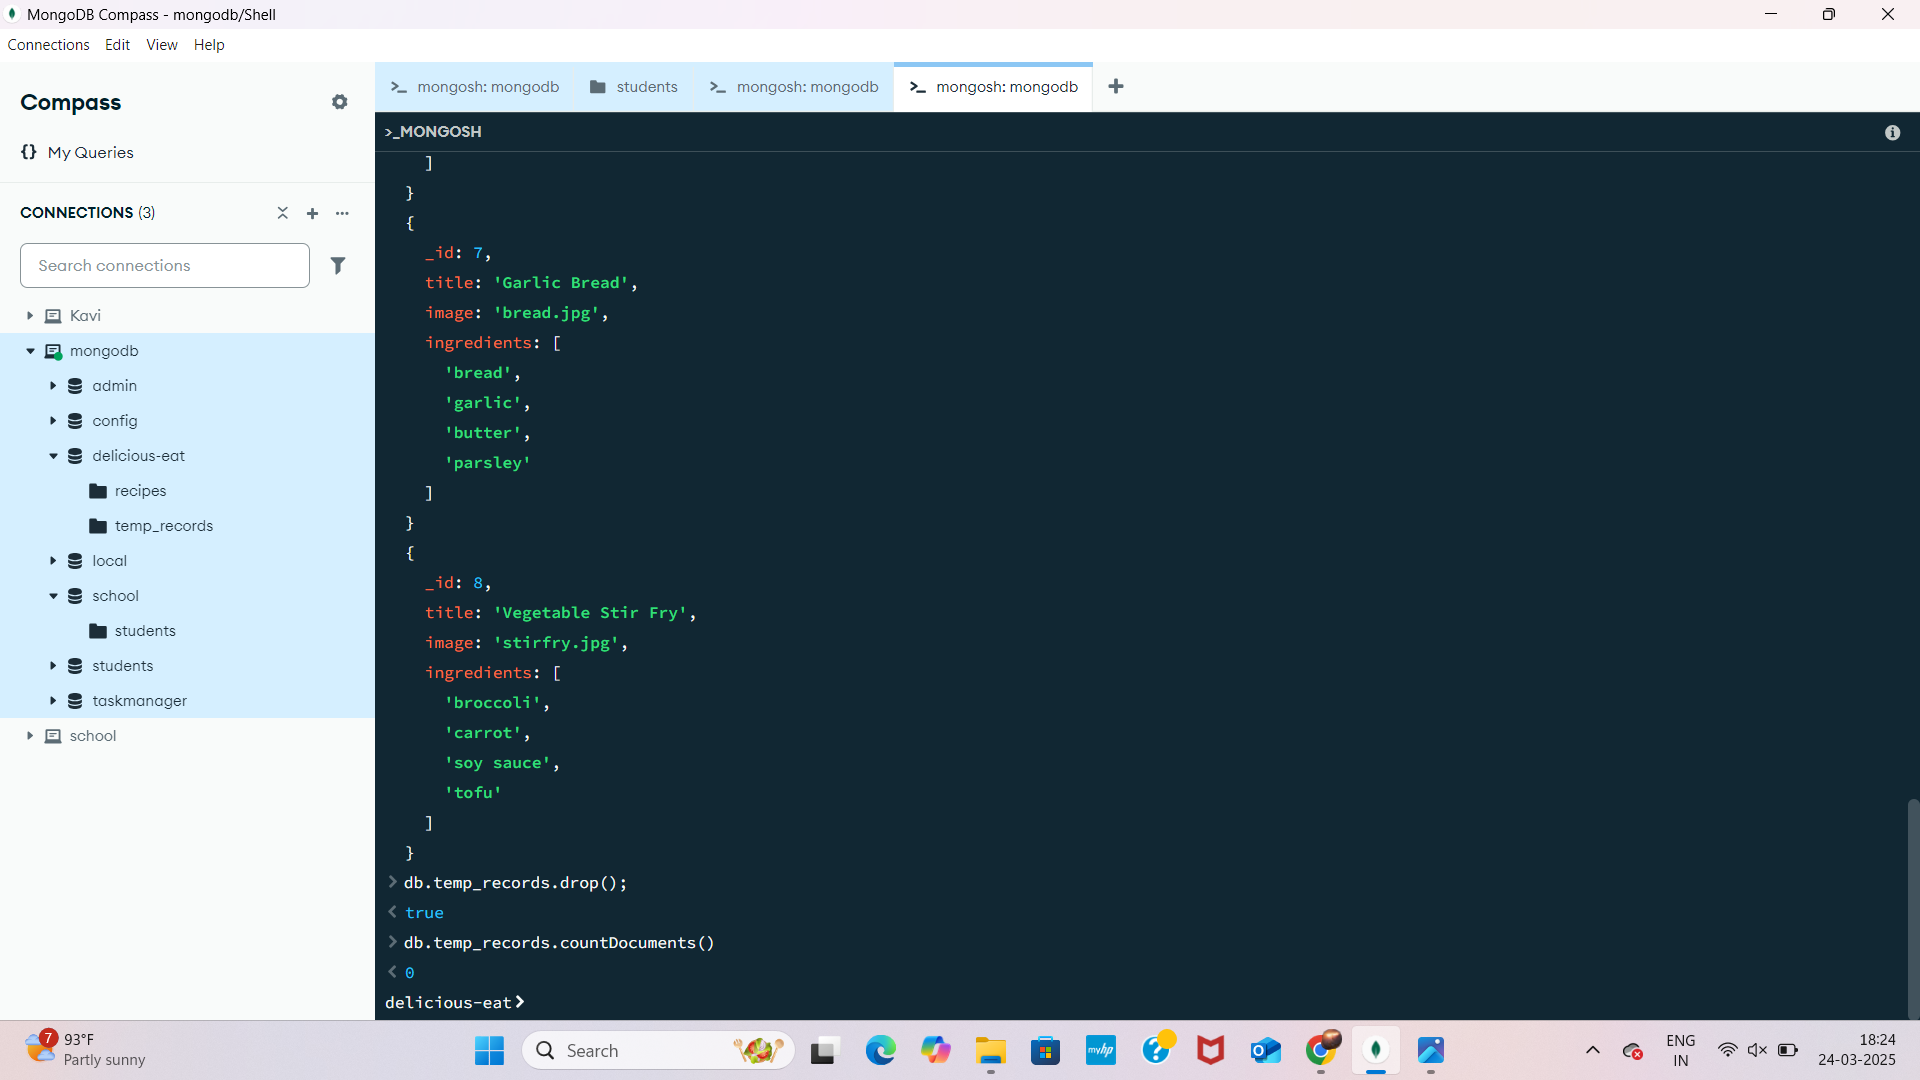 MongoDB Compass - mongodb/Shell
Connections Edit View Help
Compass
{} My Queries
CONNECTIONS (3)
Search connections
Kavi
mongodb
admin
config
delicious-eat
recipes
temp_records
local
school
students
students
taskmanager
school
mongosh: mongodb students mongosh: mongodb mongosh: mongodb
>_MONGOSH
]
}
{
_id: 7,
title: 'Garlic Bread',
image: 'bread.jpg',
ingredients: [
'bread',
'garlic',
'butter',
'parsley'
]
}
{
_id: 8,
title: 'Vegetable Stir Fry',
image: 'stirfry.jpg',
ingredients: [
'broccoli',
'carrot',
'soy sauce',
'tofu'
]
}
> db.temp_records.drop();
< true
> db.temp_records.countDocuments()
< 0
delicious-eat>
7
93°F
Partly sunny
Search
myhp
ENG
IN
18:24
24-03-2025